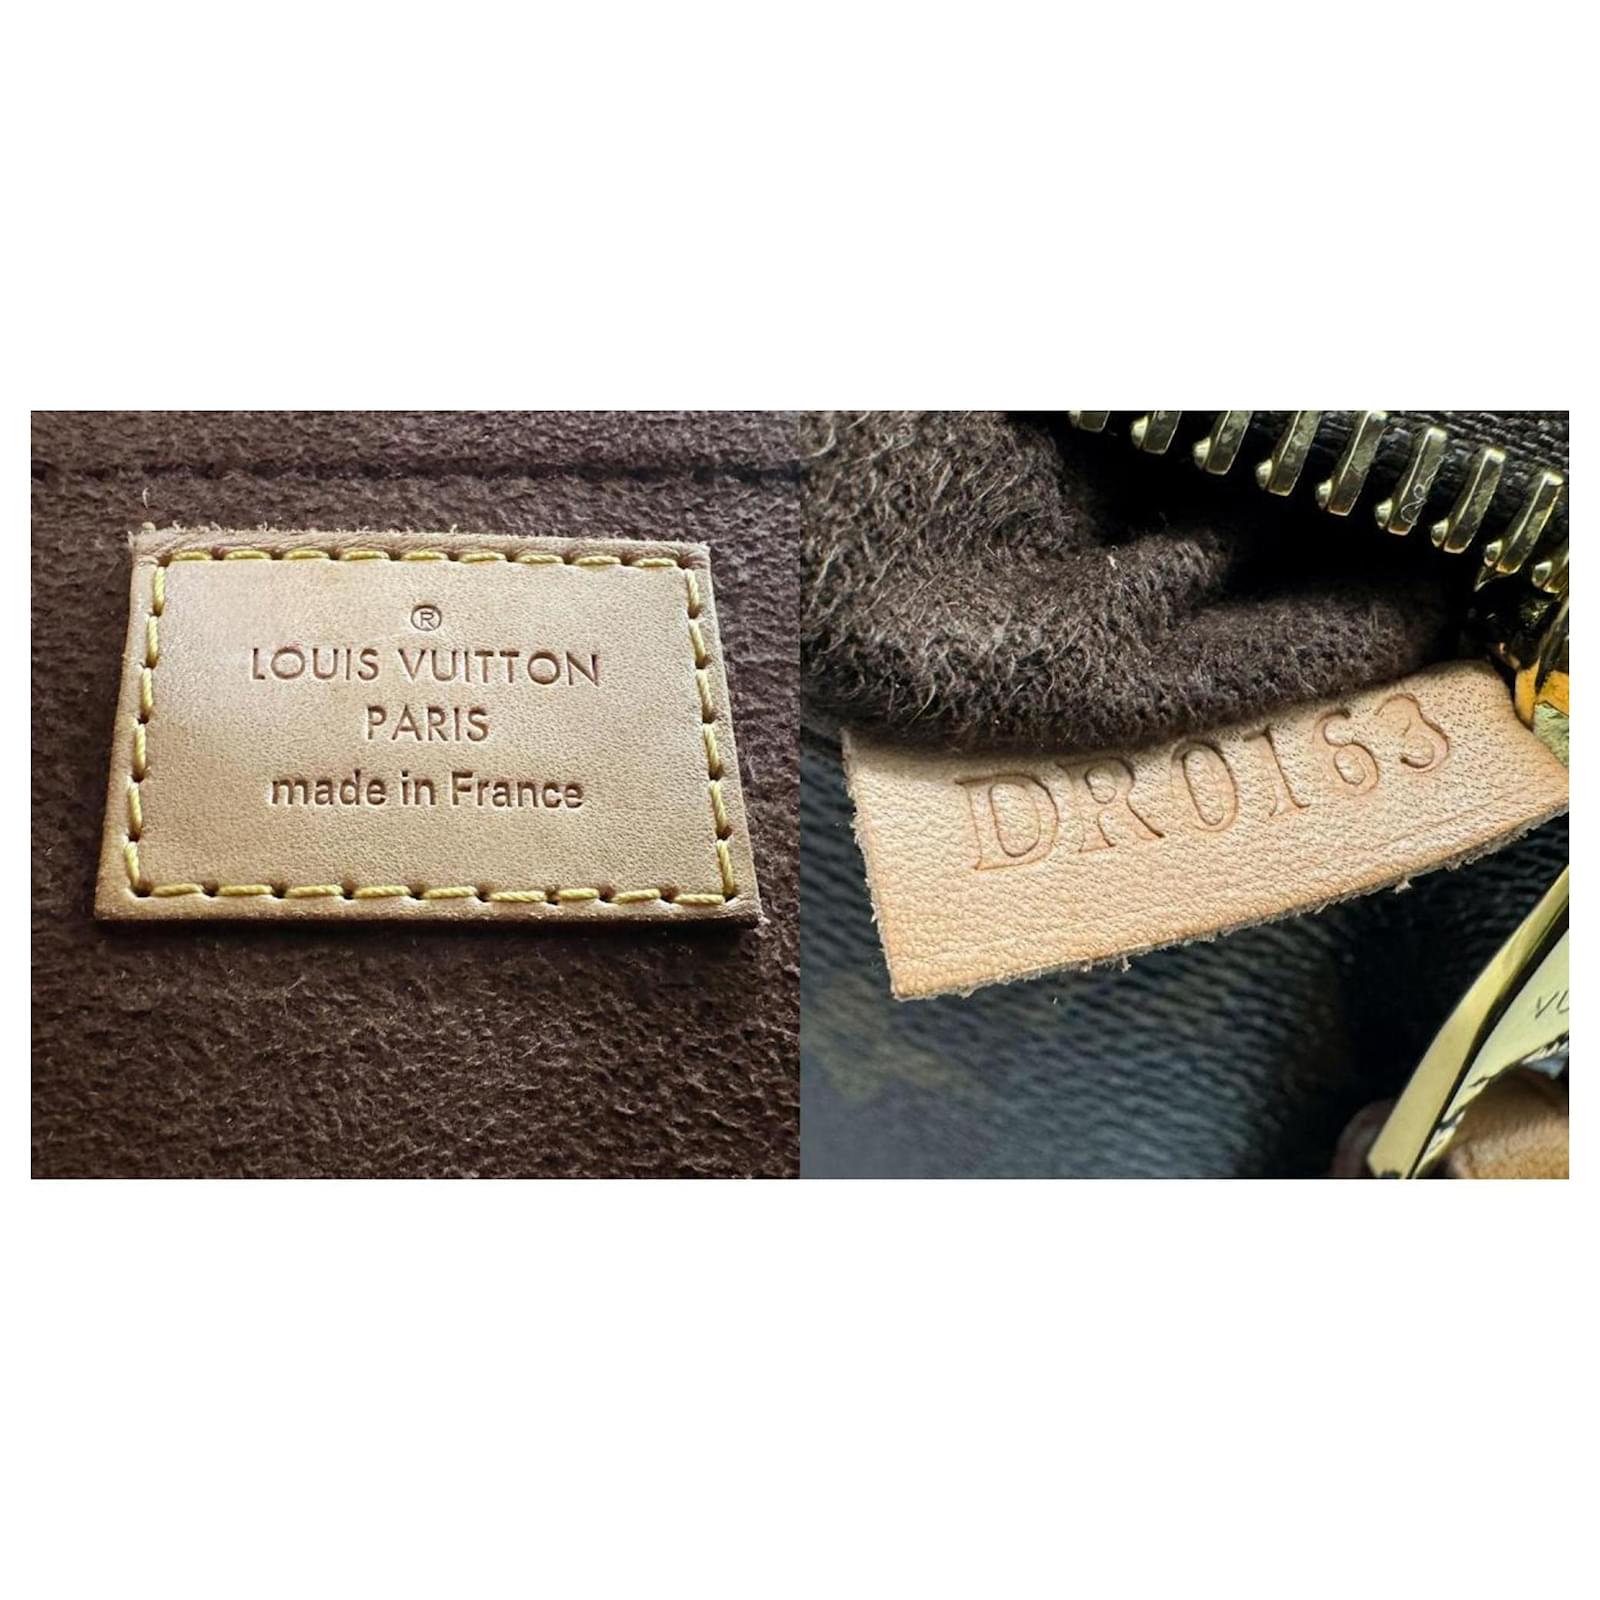 ®
LOUIS VUITTON
PARIS
made in France
DR0163